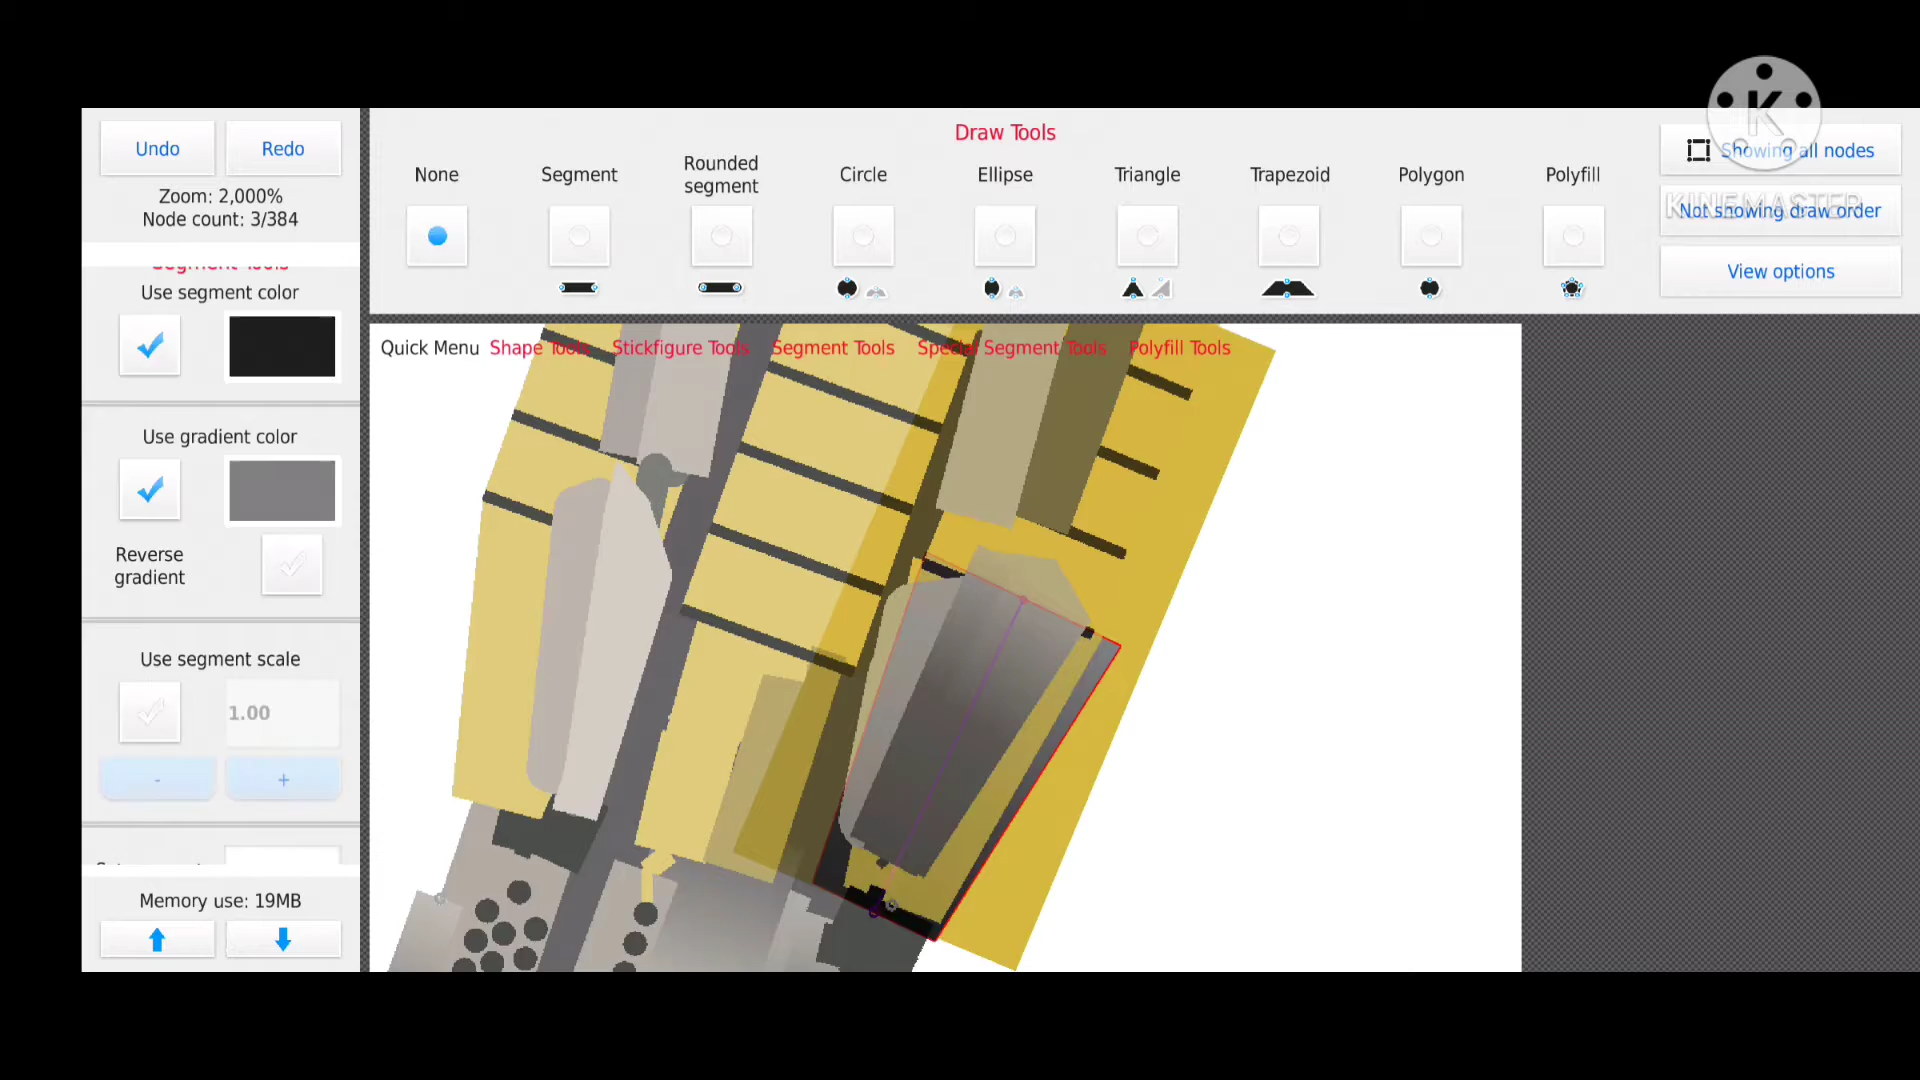 Undo
Redo
Zoom: 2,000%
Node count: 3/384
Use segment color
Use gradient color
Reverse
gradient
Use segment scale
1.00
-
+
Memory use: 19MB
Draw Tools
None
Segment
Rounded
segment
Circle
Ellipse
Triangle
Trapezoid
Polygon
Polyfill
K
Showing all nodes
KINEMASTER
Not showing draw order
View options
Quick Menu
Shape Tools
Stickfigure Tools
Segment Tools
Special Segment Tools
Polyfill Tools